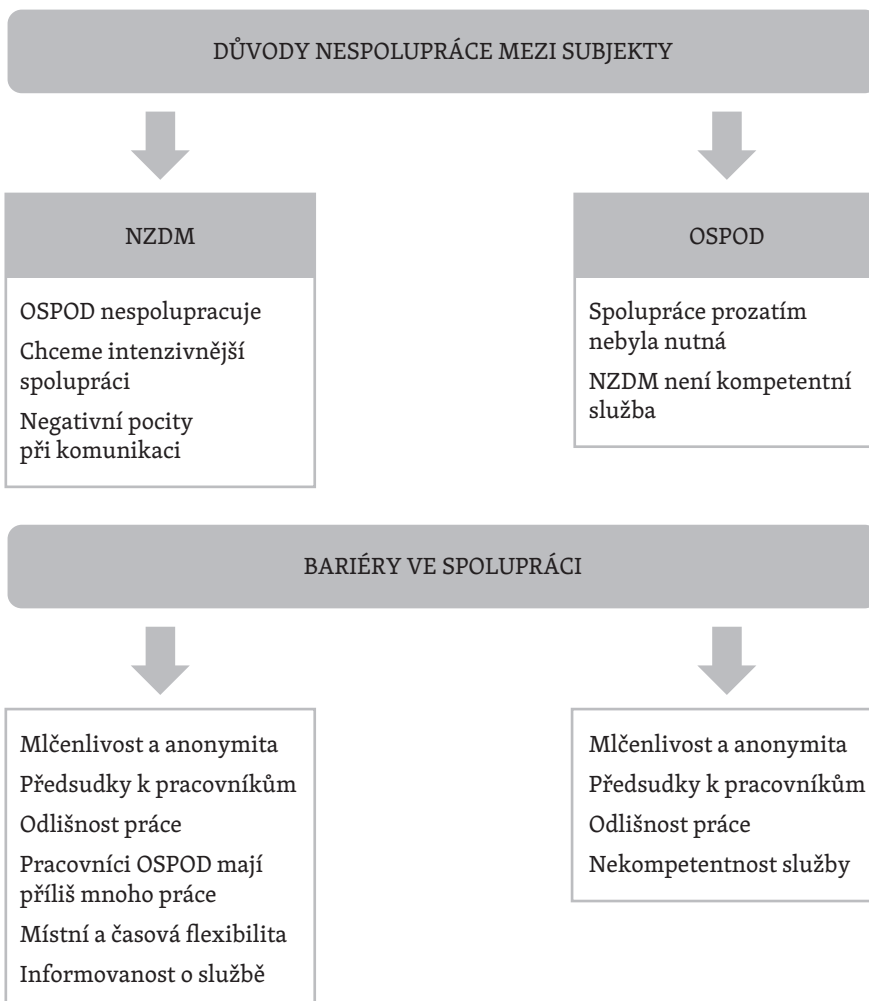 DŮVODY NESPOLUPRÁCE MEZI SUBJEKTY
NZDM
OSPOD nespolupracuje
Chceme intenzivnější
spolupráci
Negativní pocity
při komunikaci
OSPOD
Spolupráce prozatím
nebyla nutná
NZDM není kompetentní
služba
BARIÉRY VE SPOLUPRÁCI
Mlčenlivost a anonymita
Předsudky k pracovníkům
Odlišnost práce
Pracovníci OSPOD mají
příliš mnoho práce
Místní a časová flexibilita
Informovanost o službě
Mlčenlivost a anonymita
Předsudky k pracovníkům
Odlišnost práce
Nekompetentnost služby